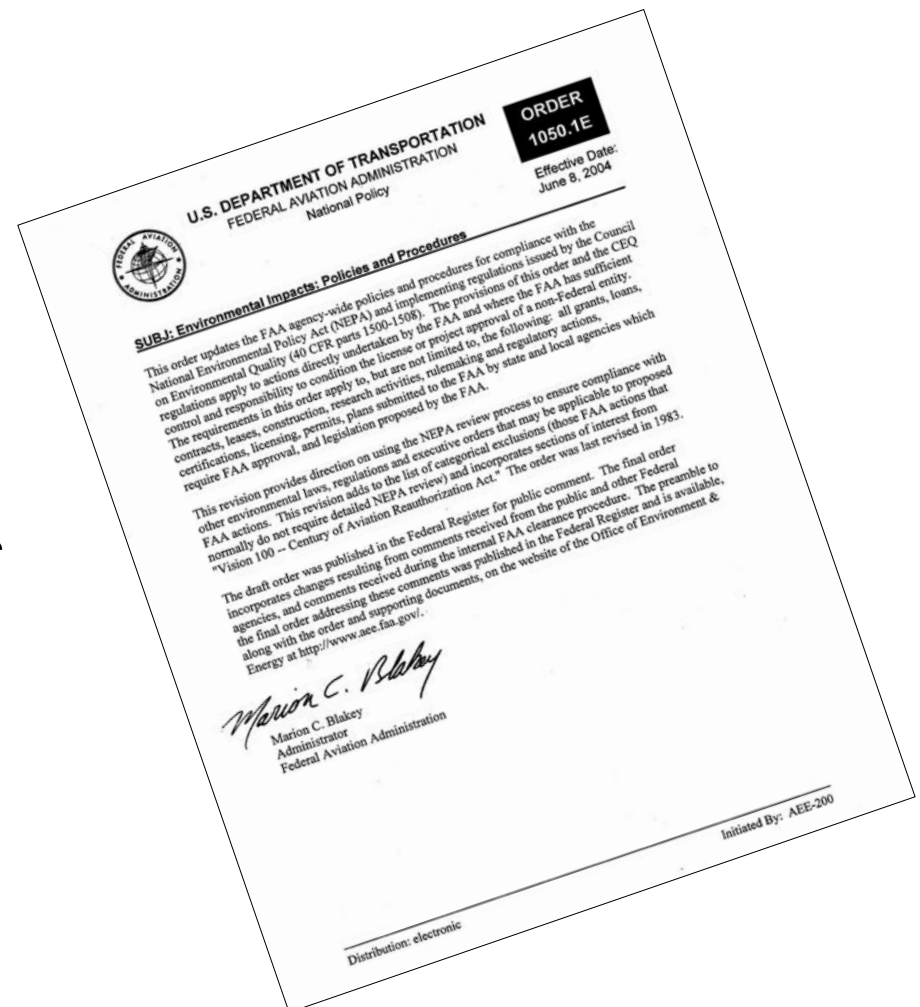 U.S. DEPARTMENT OF TRANSPORTATION
FEDERAL AVIATION ADMINISTRATION
National Policy
ORDER
1050.1E
Effective Date:
June 8, 2004
FEDERAL AVIATION
ADMINISTRATION
SUBJ: Environmental Impacts: Policies and Procedures
This order updates the FAA agency-wide policies and procedures for compliance with the
National Environmental Policy Act (NEPA) and implementing regulations issued by the Council
on Environmental Quality (40 CFR parts 1500-1508). The provisions of this order and the CEQ
regulations apply to actions directly undertaken by the FAA and where the FAA has sufficient
control and responsibility to condition the license or project approval of a non-Federal entity.
The requirements in this order apply to, but are not limited to, the following: all grants, loans,
contracts, leases, construction, research activities, rulemaking and regulatory actions,
certifications, licensing, permits, plans submitted to the FAA by state and local agencies which
require FAA approval, and legislation proposed by the FAA.
This revision provides direction on using the NEPA review process to ensure compliance with
other environmental laws, regulations and executive orders that may be applicable to proposed
FAA actions. This revision adds to the list of categorical exclusions (those FAA actions that
normally do not require detailed NEPA review) and incorporates sections of interest from
"Vision 100 -- Century of Aviation Reauthorization Act." The order was last revised in 1983.
The draft order was published in the Federal Register for public comment. The final order
incorporates changes resulting from comments received from the public and other Federal
agencies, and comments received during the internal FAA clearance procedure. The preamble to
the final order addressing these comments was published in the Federal Register and is available,
along with the order and supporting documents, on the website of the Office of Environment &
Energy at http://www.aee.faa.gov/.
Marion C. Blakey
Marion C. Blakey
Administrator
Federal Aviation Administration
Distribution: electronic
Initiated By: AEE-200